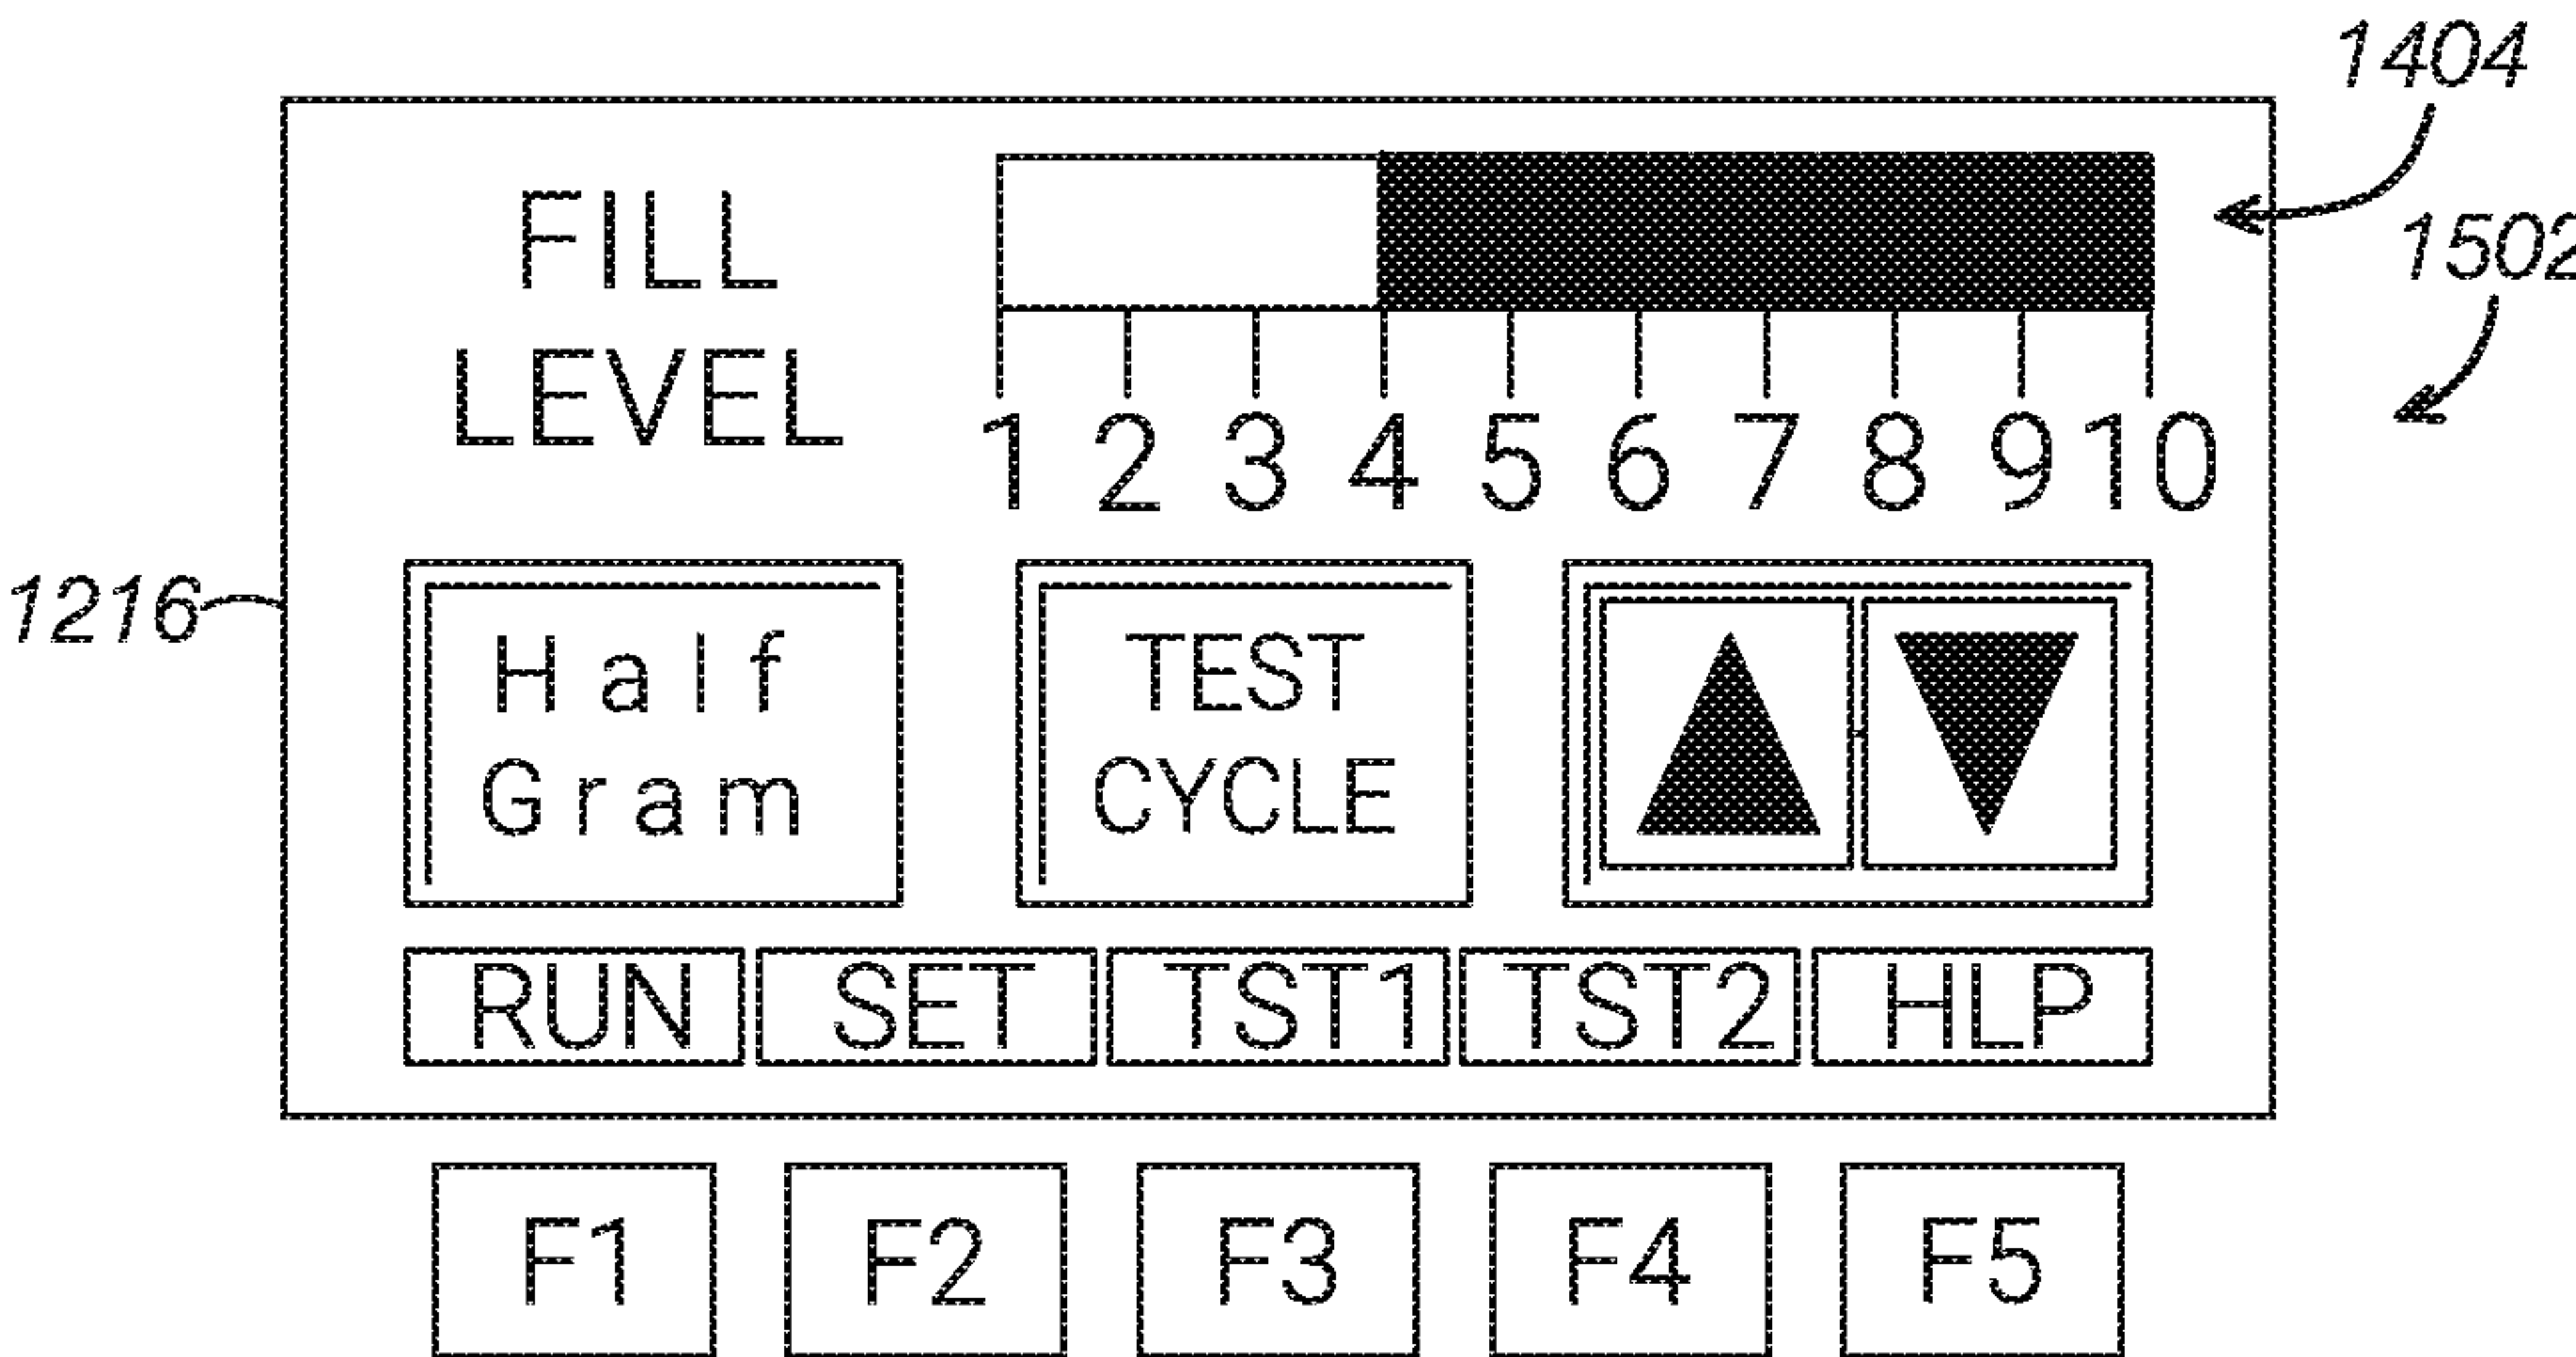 1404
FILL
LEVEL
1502
1 2 3 4 5 6 7 8 9 10
1216
Half
Gram
TEST
CYCLE
RUN SET TST1 TST2 HLP
F1 F2 F3 F4 F5